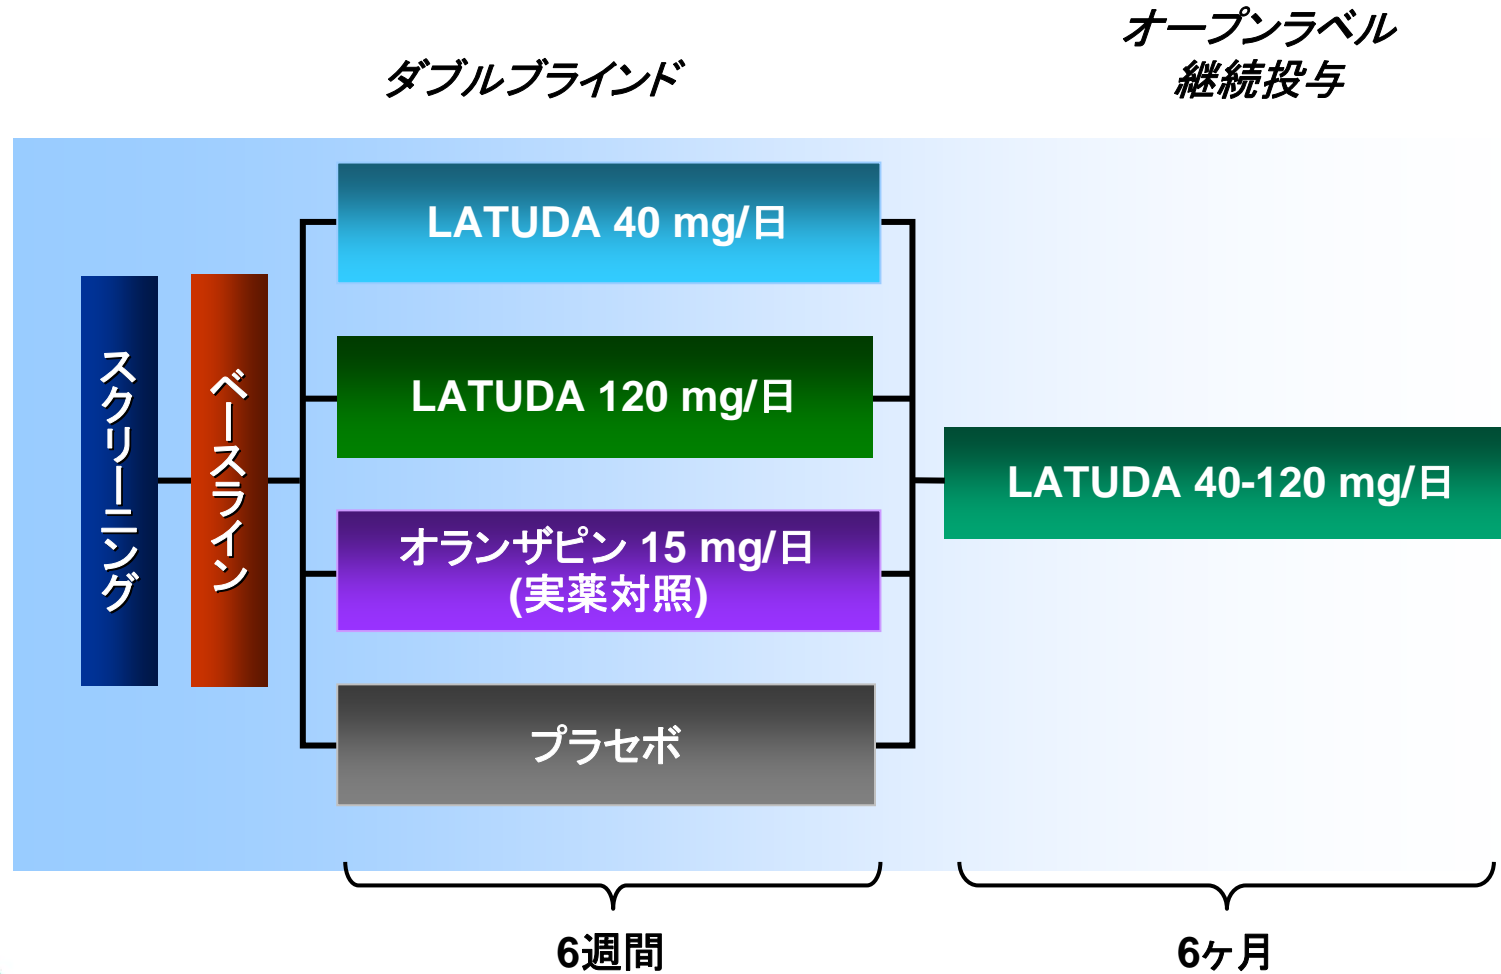 ダブルブラインド
オープンラベル
継続投与
スクリーニング
ベースライン
LATUDA 40 mg/日
LATUDA 120 mg/日
オランザピン 15 mg/日
(実薬対照)
プラセボ
LATUDA 40-120 mg/日
6週間
6ヶ月